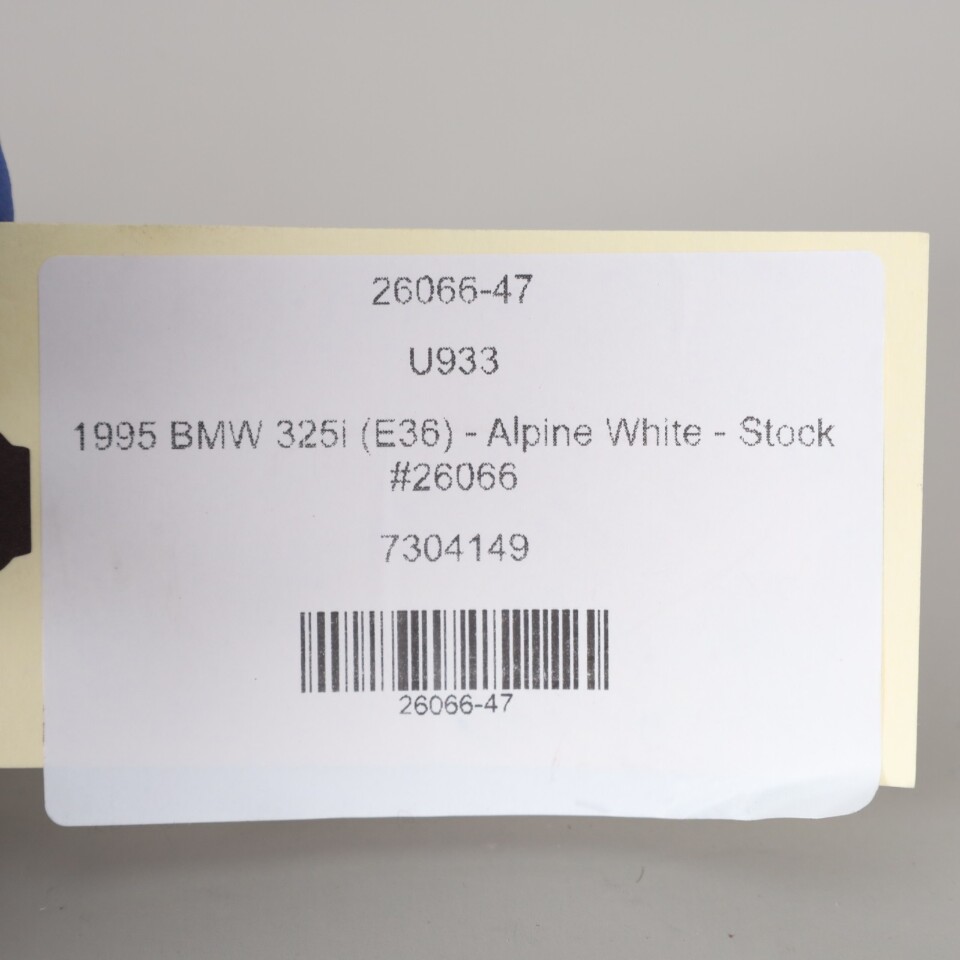 26066-47
U933
1995 BMW 325i (E36) - Alpine White - Stock
#26066
7304149
26066-47